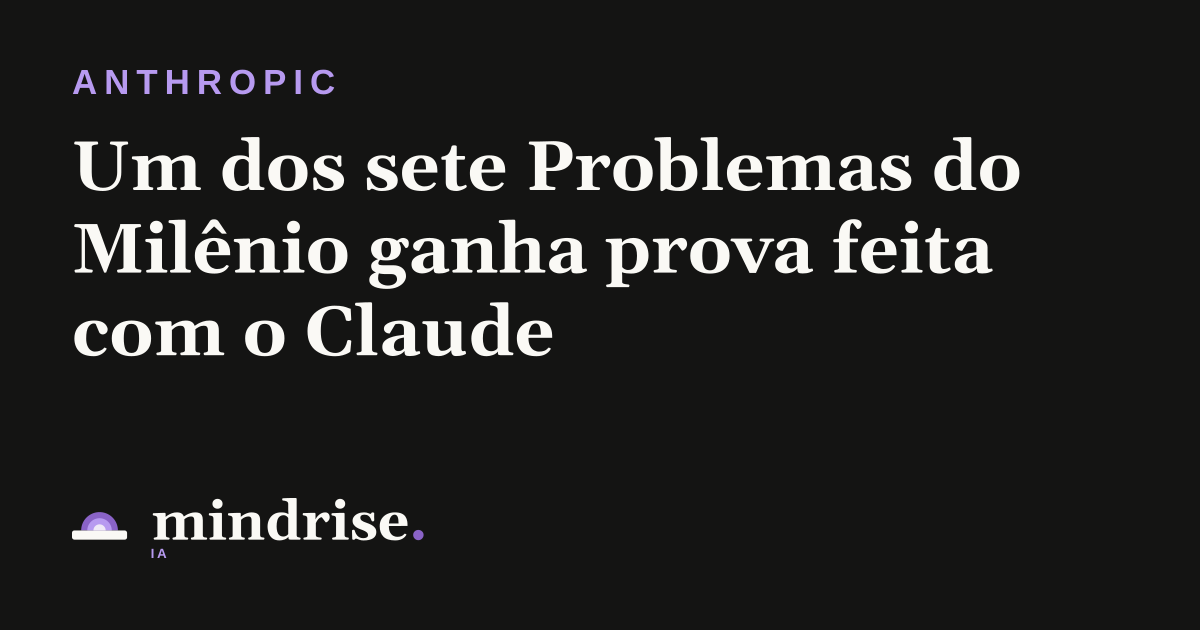 ANTHROPIC
Um dos sete Problemas do
Milênio ganha prova feita
com o Claude
mindrise.
IA